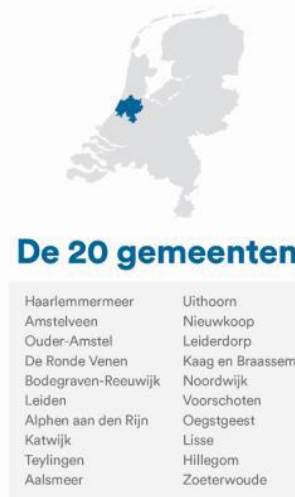 De 20 gemeenten
Haarlemmermeer
Amstelveen
Ouder-Amstel
De Ronde Venen
Bodegraven-Reeuwijk
Leiden
Alphen aan den Rijn
Katwijk
Teylingen
Aalsmeer
Uithoorn
Nieuwkoop
Leiderdorp
Kaag en Braassem
Noordwijk
Voorschoten
Oegstgeest
Lisse
Hillegom
Zoeterwoude